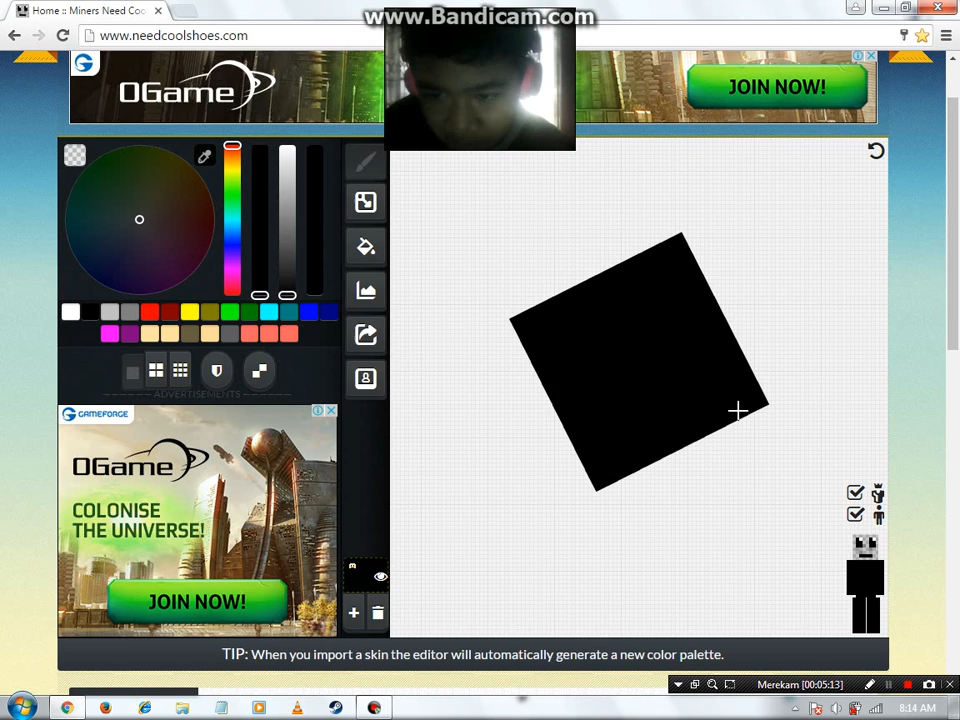 Home :: Miners Need Coo
www.Bandicam.com
www.needcoolshoes.com
OGame
JOIN NOW!
ADVERTISEMENTS
GAMEFORGE
OGame
COLONISE
THE UNIVERSE!
JOIN NOW!
TIP: When you import a skin the editor will automatically generate a new color palette.
Merekam [00:05:13]
8:14 AM